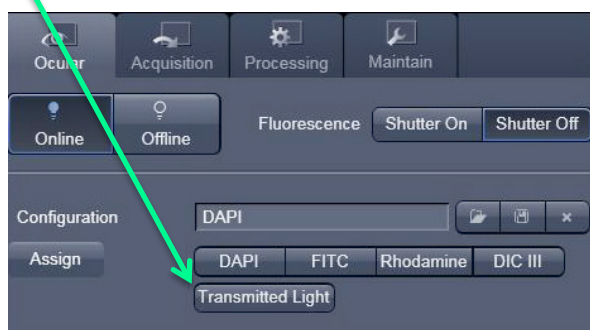 Ocular Acquisition Processing Maintain
Online Offline Fluorescence Shutter On Shutter Off
Configuration DAPI
Assign DAPI FITC Rhodamine DIC III
Transmitted Light